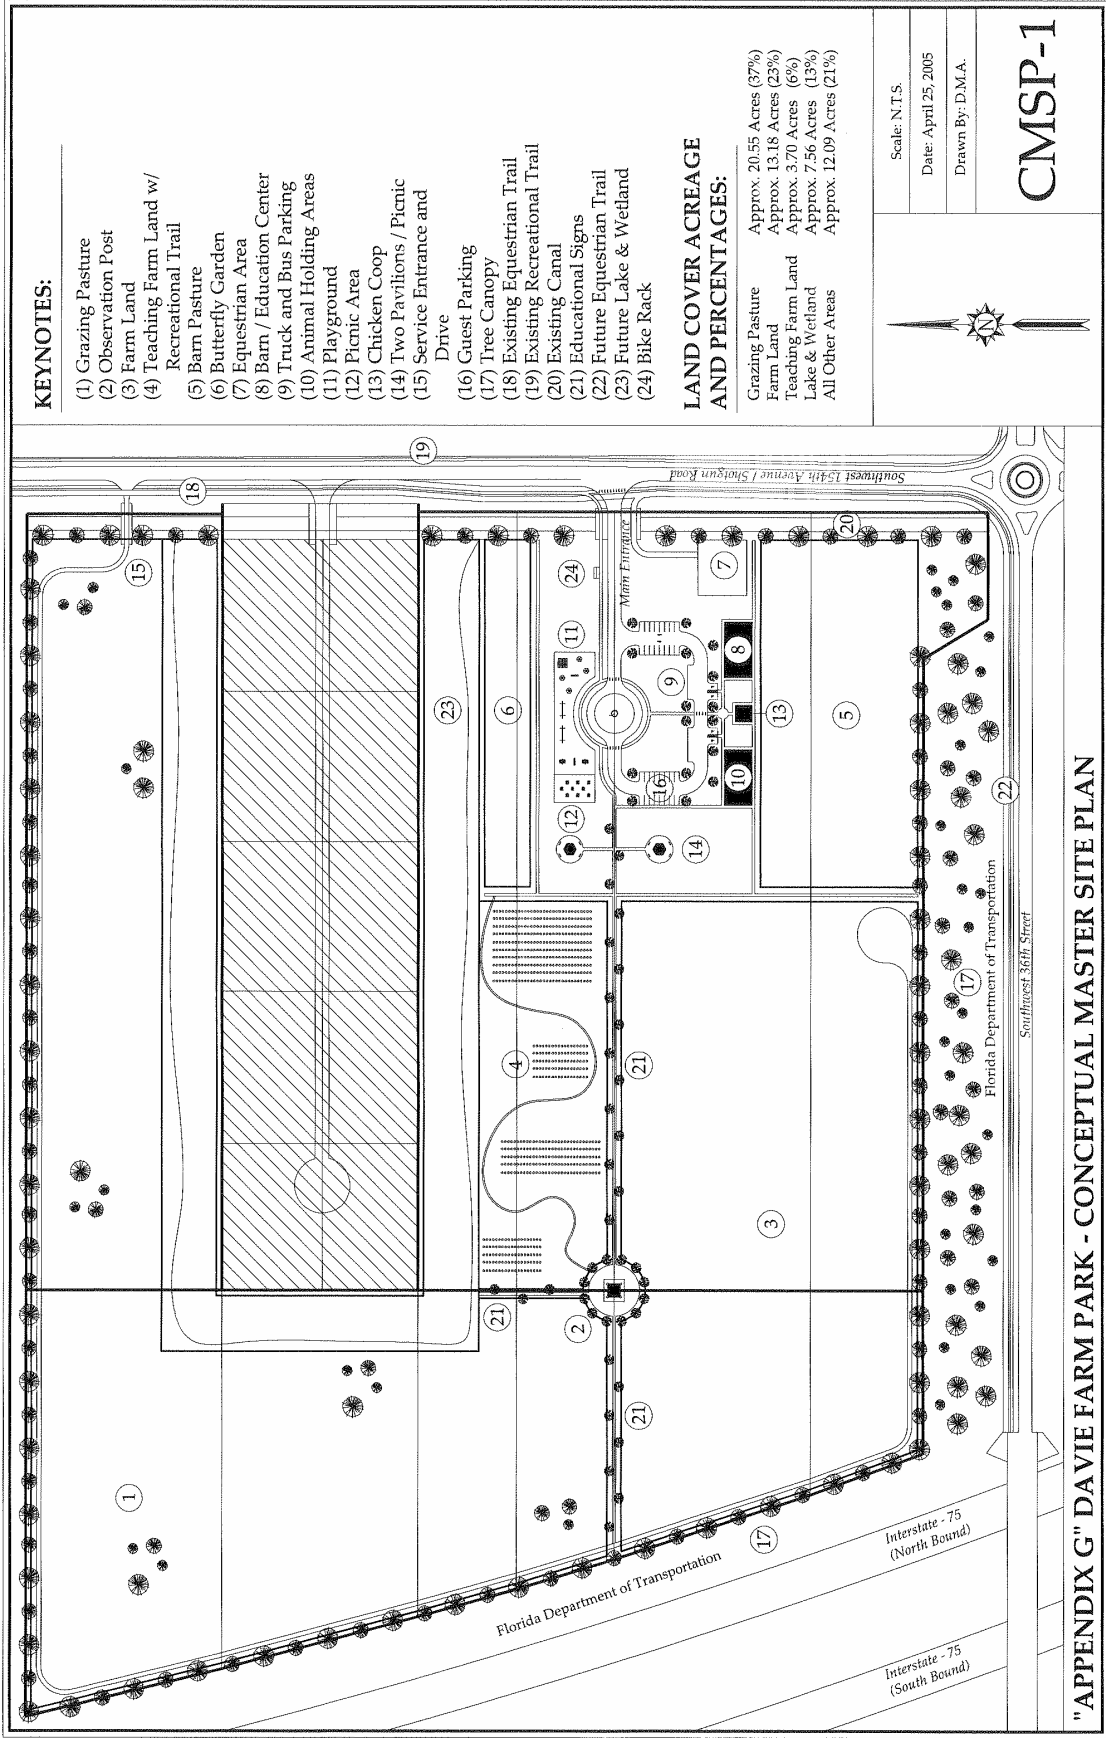 KEYNOTES:
(1) Grazing Pasture
(2) Observation Post
(3) Farm Land
(4) Teaching Farm Land w/
Recreational Trail
(5) Barn Pasture
(6) Butterfly Garden
(7) Equestrian Area
(8) Barn / Education Center
(9) Truck and Bus Parking
(10) Animal Holding Areas
(11) Playground
(12) Picnic Area
(13) Chicken Coop
(14) Two Pavilions / Picnic
(15) Service Entrance and
Drive
(16) Guest Parking
(17) Tree Canopy
(18) Existing Equestrian Trail
(19) Existing Recreational Trail
(20) Existing Canal
(21) Educational Signs
(22) Future Equestrian Trail
(23) Future Lake & Wetland
(24) Bike Rack
LAND COVER ACREAGE
AND PERCENTAGES:
Grazing Pasture Approx. 20.55 Acres (37%)
Farm Land Approx. 13.18 Acres (23%)
Teaching Farm Land Approx. 3.70 Acres (6%)
Lake & Wetland Approx. 7.56 Acres (13%)
All Other Areas Approx. 12.09 Acres (21%)
N
Scale: N.T.S.
Date: April 25, 2005
Drawn By: D.M.A.
CMSP-1
19
18
15
1
23
6
24
11
12
4
21
2
21
21
Main Entrance
Southwest 154th Avenue / Shotgun Road
7
9
8
16
10
13
14
5
20
3
17
17
22
Florida Department of Transportation
Southwest 36th Street
Florida Department of Transportation
Interstate - 75
(North Bound)
Interstate - 75
(South Bound)
"APPENDIX G" DAVIE FARM PARK - CONCEPTUAL MASTER SITE PLAN